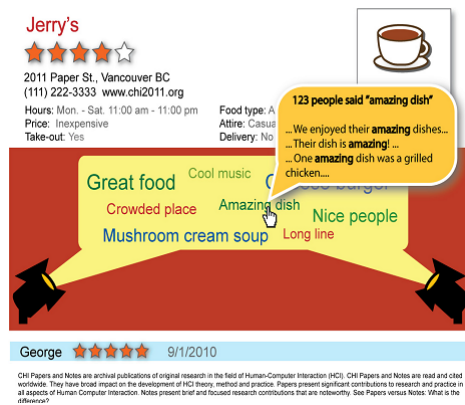 Jerry's
2011 Paper St., Vancouver BC
(111) 222-3333 www.chi2011.org
Hours: Mon. - Sat. 11:00 am - 11:00 pm
Food type: A
Price: Inexpensive
Attire: Casua
Take-out: Yes
Delivery: No
123 people said "amazing dish"
... We enjoyed their amazing dishes...
... Their dish is amazing! ...
... One amazing dish was a grilled
chicken....
Great food
Cool music
burger
Crowded place
Amazing dish
Nice people
Mushroom cream soup
Long line
George
9/1/2010
CHI Papers and Notes are archival publications of original research in the field of Human-Computer Interaction (HCI). CHI Papers and Notes are read and cited
worldwide. They have broad impact on the development of HCI theory, method and practice. Papers present significant contributions to research and practice in
all aspects of Human Computer Interaction. Notes present brief and focused research contributions that are noteworthy. See Papers versus Notes: What is the
difference?